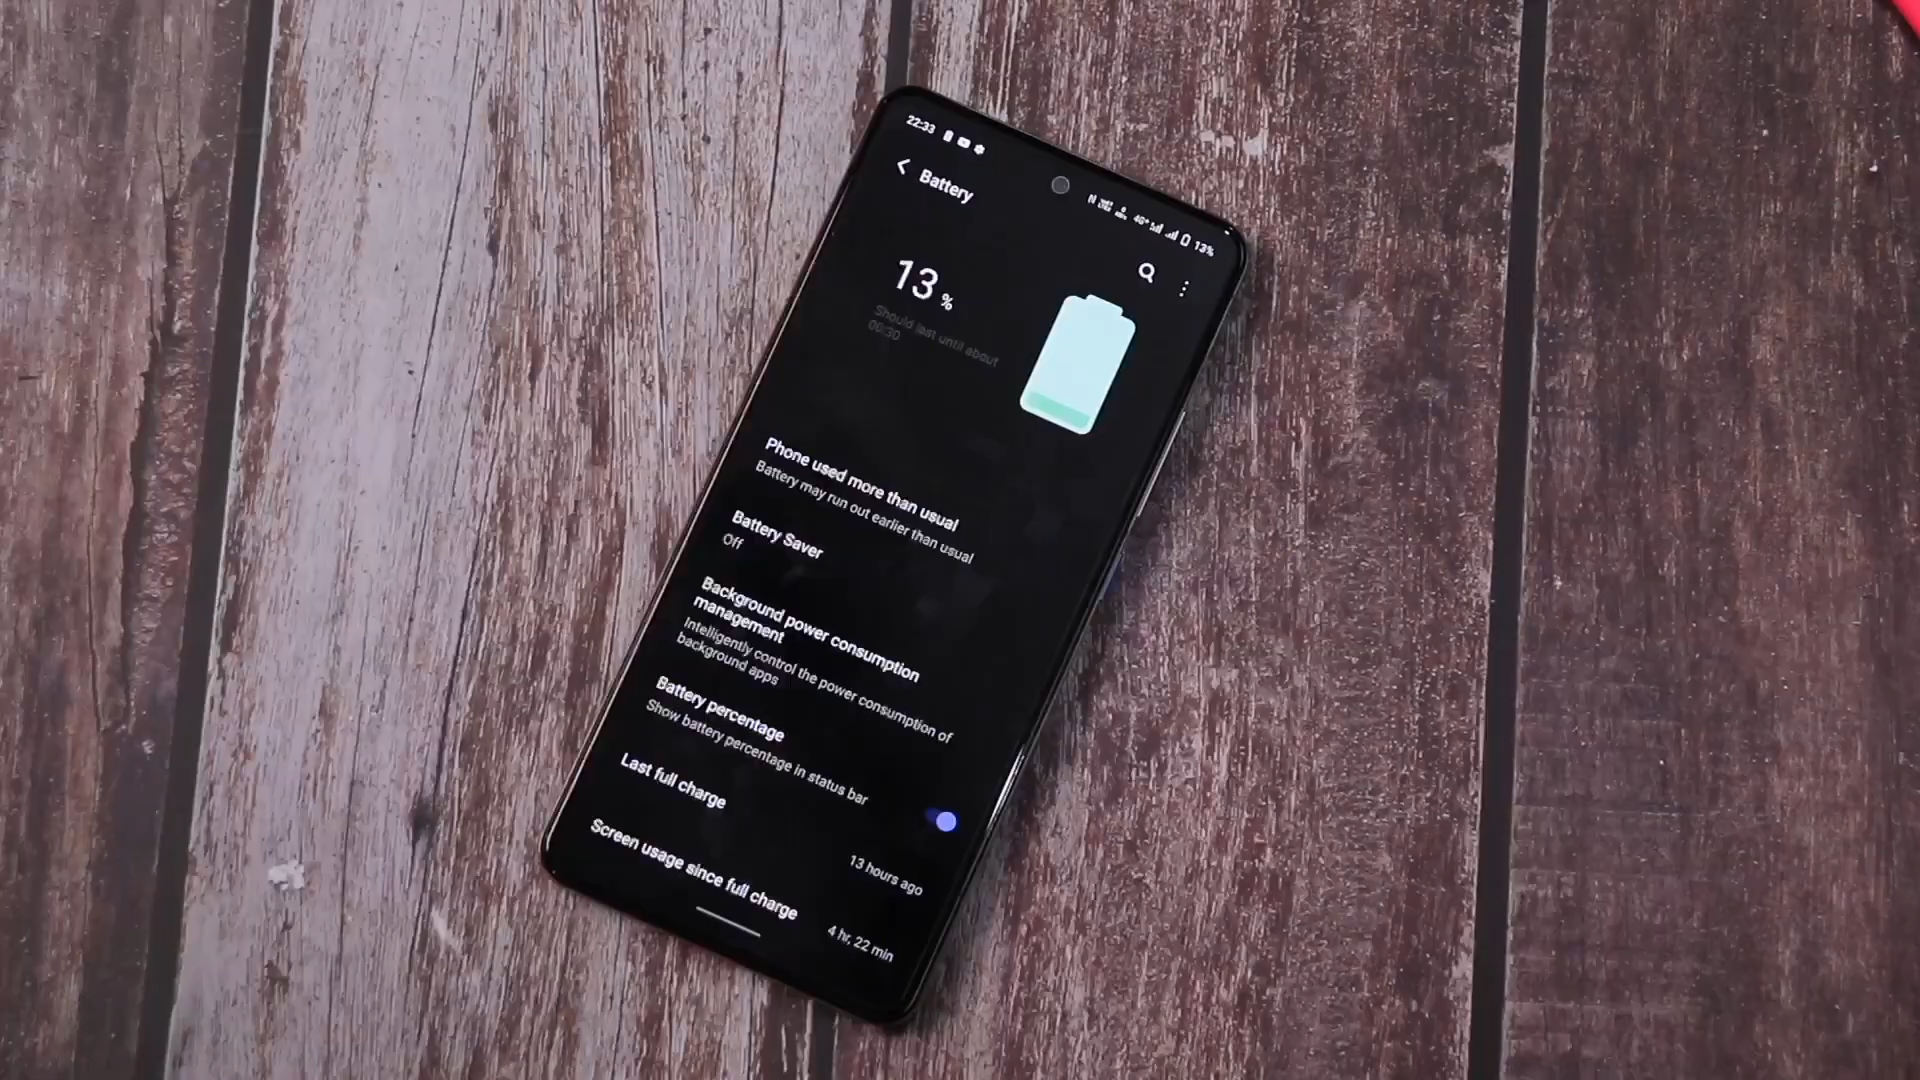 22:33
4G+ 13%
Battery
13 %
Should last until about
00:30
Phone used more than usual
Battery may run out earlier than usual
Battery Saver
Off
Background power consumption
management
Intelligently control the power consumption of
background apps
Battery percentage
Show battery percentage in status bar
Last full charge
13 hours ago
Screen usage since full charge
4 hr, 22 min